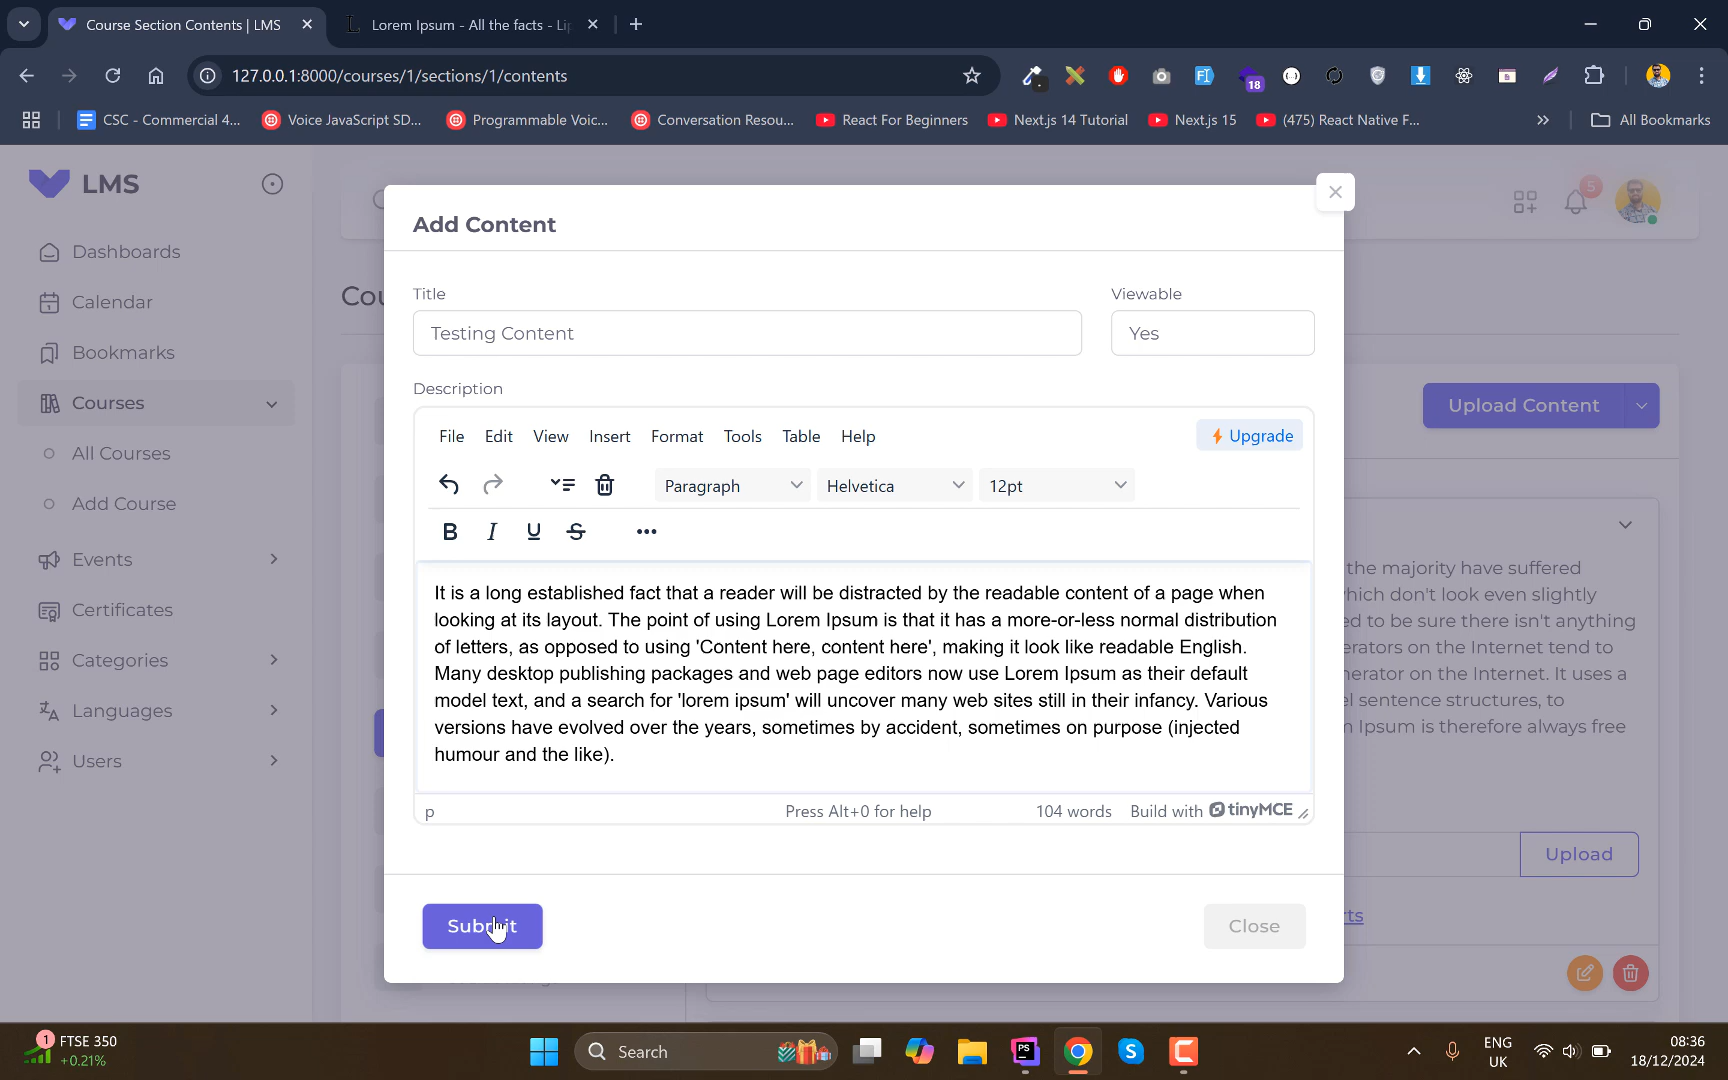 Course Section Contents | LMS
Lorem Ipsum - All the facts - Li
127.0.0.1:8000/courses/1/sections/1/contents
18
CSC - Commercial 4...
Voice JavaScript SD...
Programmable Voic...
Conversation Resou...
React For Beginners
Next.js 14 Tutorial
Next.js 15
(475) React Native F...
All Bookmarks
LMS
Dashboards
Calendar
Bookmarks
Courses
All Courses
Add Course
Events
Certificates
Categories
Languages
Users
5
Cou
Upload Content
Add Content
Title
Viewable
Testing Content
Yes
Description
File Edit View Insert Format Tools Table Help
Upgrade
Paragraph
Helvetica
12pt
B I U S
It is a long established fact that a reader will be distracted by the readable content of a page when
looking at its layout. The point of using Lorem Ipsum is that it has a more-or-less normal distribution
of letters, as opposed to using 'Content here, content here', making it look like readable English.
Many desktop publishing packages and web page editors now use Lorem Ipsum as their default
model text, and a search for 'lorem ipsum' will uncover many web sites still in their infancy. Various
versions have evolved over the years, sometimes by accident, sometimes on purpose (injected
humour and the like).
p
Press Alt+0 for help
104 words
Build with tinyMCE
Submit
Close
the majority have suffered
which don't look even slightly
ed to be sure there isn't anything
erators on the Internet tend to
nerator on the Internet. It uses a
l sentence structures, to
Ipsum is therefore always free
Upload
rts
1
FTSE 350
+0.21%
Search
PS
ENG
UK
08:36
18/12/2024